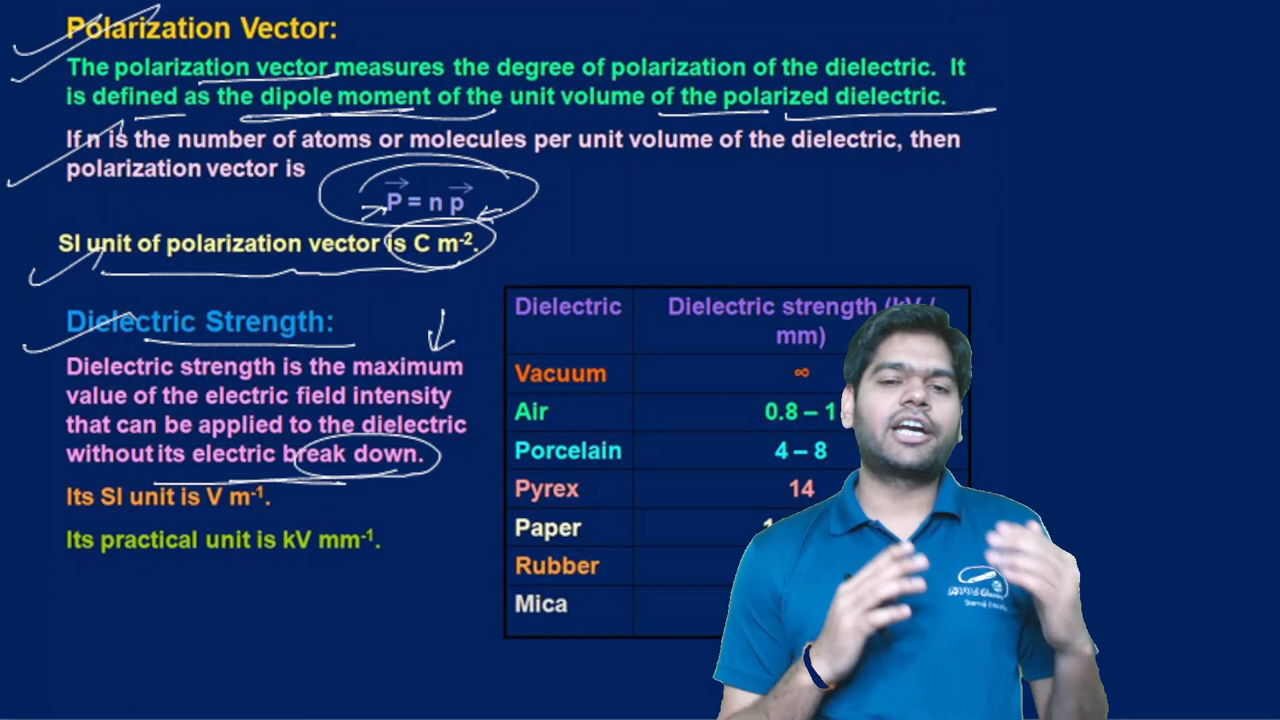 Polarization Vector:
The polarization vector measures the degree of polarization of the dielectric. It
is defined as the dipole moment of the unit volume of the polarized dielectric.
If n is the number of atoms or molecules per unit volume of the dielectric, then
polarization vector is
P = n p
SI unit of polarization vector is C m-2.
Dielectric Strength:
Dielectric strength is the maximum
value of the electric field intensity
that can be applied to the dielectric
without its electric break down.
Its SI unit is V m-1.
Its practical unit is kV mm-1.
Dielectric
Dielectric strength (kV /
mm)
Vacuum
∞
Air
0.8 – 1
Porcelain
4 – 8
Pyrex
14
Paper
Rubber
Mica